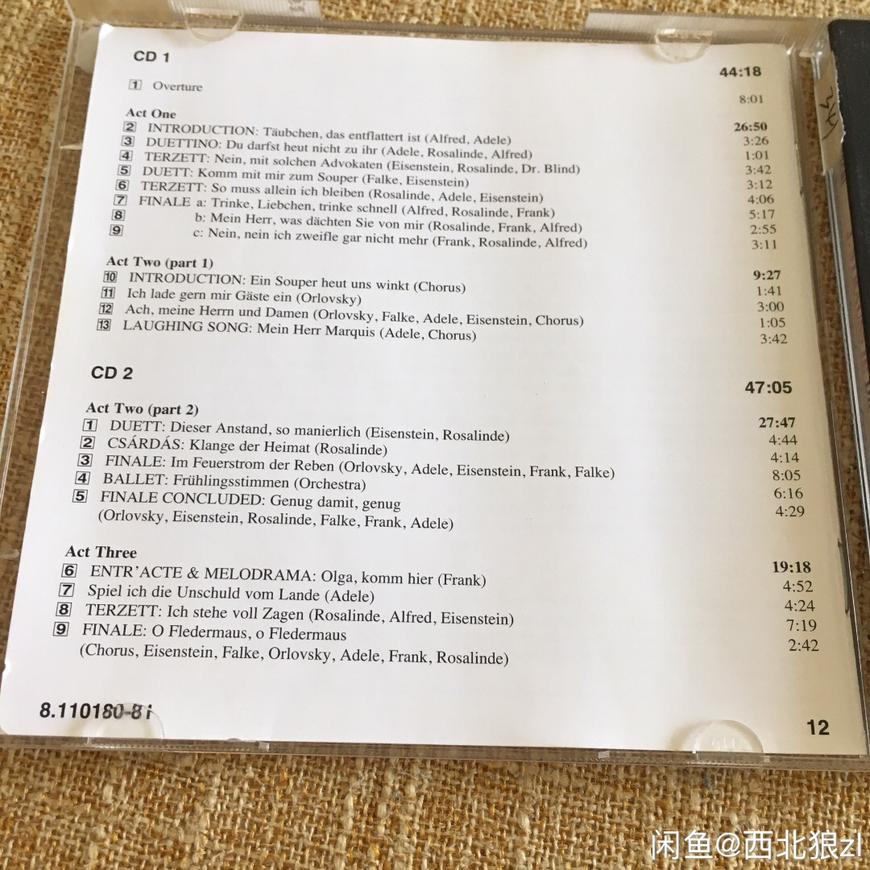 CD 1 44:18
1 Overture 8:01
Act One 26:50
2 INTRODUCTION: Täubchen, das entflattert ist (Alfred, Adele) 3:26
3 DUETTINO: Du darfst heut nicht zu ihr (Adele, Rosalinde, Alfred) 1:01
4 TERZETT: Nein, mit solchen Advokaten (Eisenstein, Rosalinde, Dr. Blind) 3:42
5 DUETT: Komm mit mir zum Souper (Falke, Eisenstein) 3:12
6 TERZETT: So muss allein ich bleiben (Rosalinde, Adele, Eisenstein) 4:06
7 FINALE a: Trinke, Liebchen, trinke schnell (Alfred, Rosalinde, Frank) 5:17
8 b: Mein Herr, was dächten Sie von mir (Rosalinde, Frank, Alfred) 2:55
9 c: Nein, nein ich zweifle gar nicht mehr (Frank, Rosalinde, Alfred) 3:11
Act Two (part 1) 9:27
10 INTRODUCTION: Ein Souper heut uns winkt (Chorus) 1:41
11 Ich lade gern mir Gäste ein (Orlovsky) 3:00
12 Ach, meine Herrn und Damen (Orlovsky, Falke, Adele, Eisenstein, Chorus) 1:05
13 LAUGHING SONG: Mein Herr Marquis (Adele, Chorus) 3:42
CD 2 47:05
Act Two (part 2) 27:47
1 DUETT: Dieser Anstand, so manierlich (Eisenstein, Rosalinde) 4:44
2 CSÁRDÁS: Klange der Heimat (Rosalinde) 4:14
3 FINALE: Im Feuerstrom der Reben (Orlovsky, Adele, Eisenstein, Frank, Falke) 8:05
4 BALLET: Frühlingsstimmen (Orchestra) 6:16
5 FINALE CONCLUDED: Genug damit, genug 4:29
(Orlovsky, Eisenstein, Rosalinde, Falke, Frank, Adele)
Act Three 19:18
6 ENTR'ACTE & MELODRAMA: Olga, komm hier (Frank) 4:52
7 Spiel ich die Unschuld vom Lande (Adele) 4:24
8 TERZETT: Ich stehe voll Zagen (Rosalinde, Alfred, Eisenstein) 7:19
9 FINALE: O Fledermaus, o Fledermaus 2:42
(Chorus, Eisenstein, Falke, Orlovsky, Adele, Frank, Rosalinde)
8.110180-81 12
闲鱼@西北狼zl